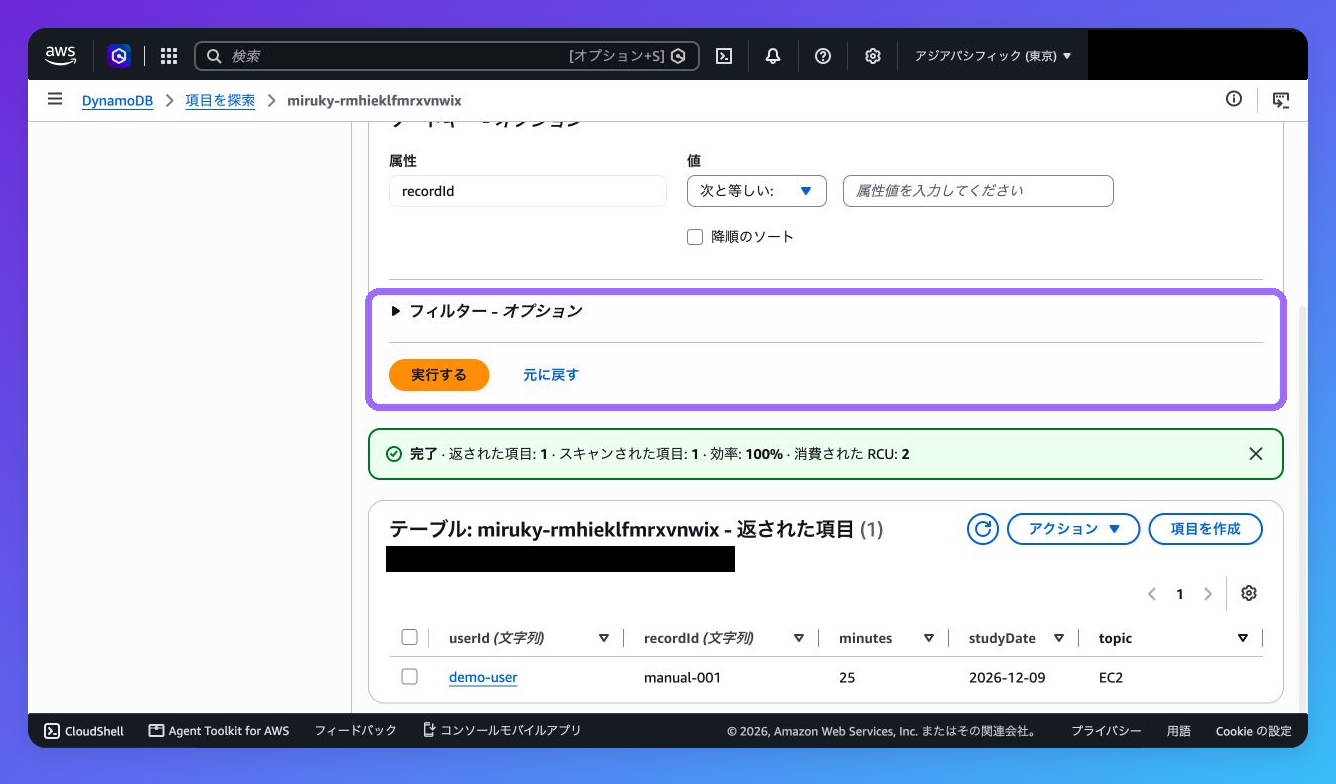 aws
検索 [オプション+S] アジアパシフィック (東京)
DynamoDB 項目を探索 miruky-rmhieklfmrxvnwix
ソートキー - オプション
属性 値
recordId 次と等しい: 属性値を入力してください
降順のソート
フィルター - オプション
実行する 元に戻す
完了 · 返された項目: 1 · スキャンされた項目: 1 · 効率: 100% · 消費された RCU: 2
テーブル: miruky-rmhieklfmrxvnwix - 返された項目 (1) アクション 項目を作成
1
userId (文字列) recordId (文字列) minutes studyDate topic
demo-user manual-001 25 2026-12-09 EC2
CloudShell Agent Toolkit for AWS フィードバック コンソールモバイルアプリ © 2026, Amazon Web Services, Inc. またはその関連会社。 プライバシー 用語 Cookie の設定